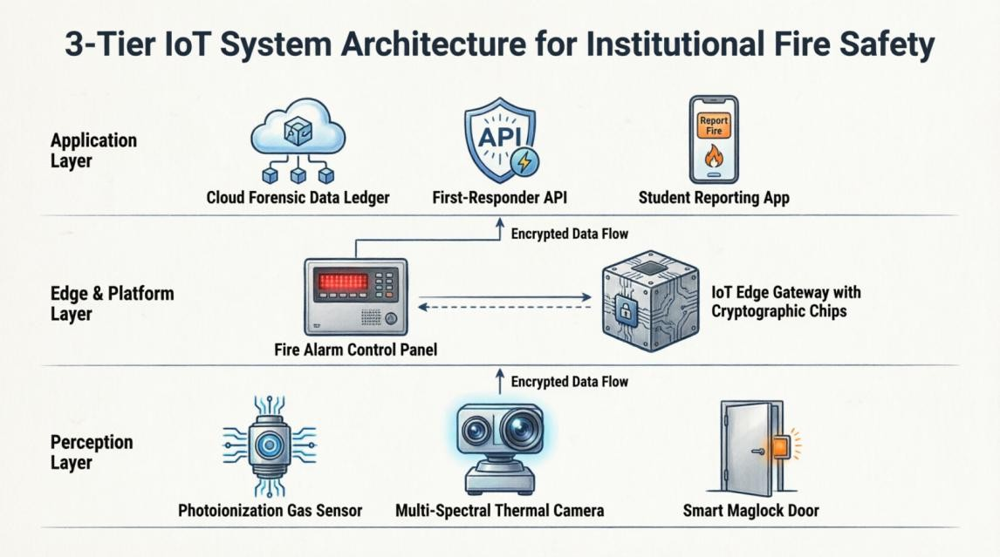 3-Tier IoT System Architecture for Institutional Fire Safety
Application
Layer
API
Report
Fire
Cloud Forensic Data Ledger
First-Responder API
Student Reporting App
Encrypted Data Flow
Edge & Platform
Layer
IoT Edge Gateway with
Cryptographic Chips
Fire Alarm Control Panel
Encrypted Data Flow
Perception
Layer
Photoionization Gas Sensor
Multi-Spectral Thermal Camera
Smart Maglock Door